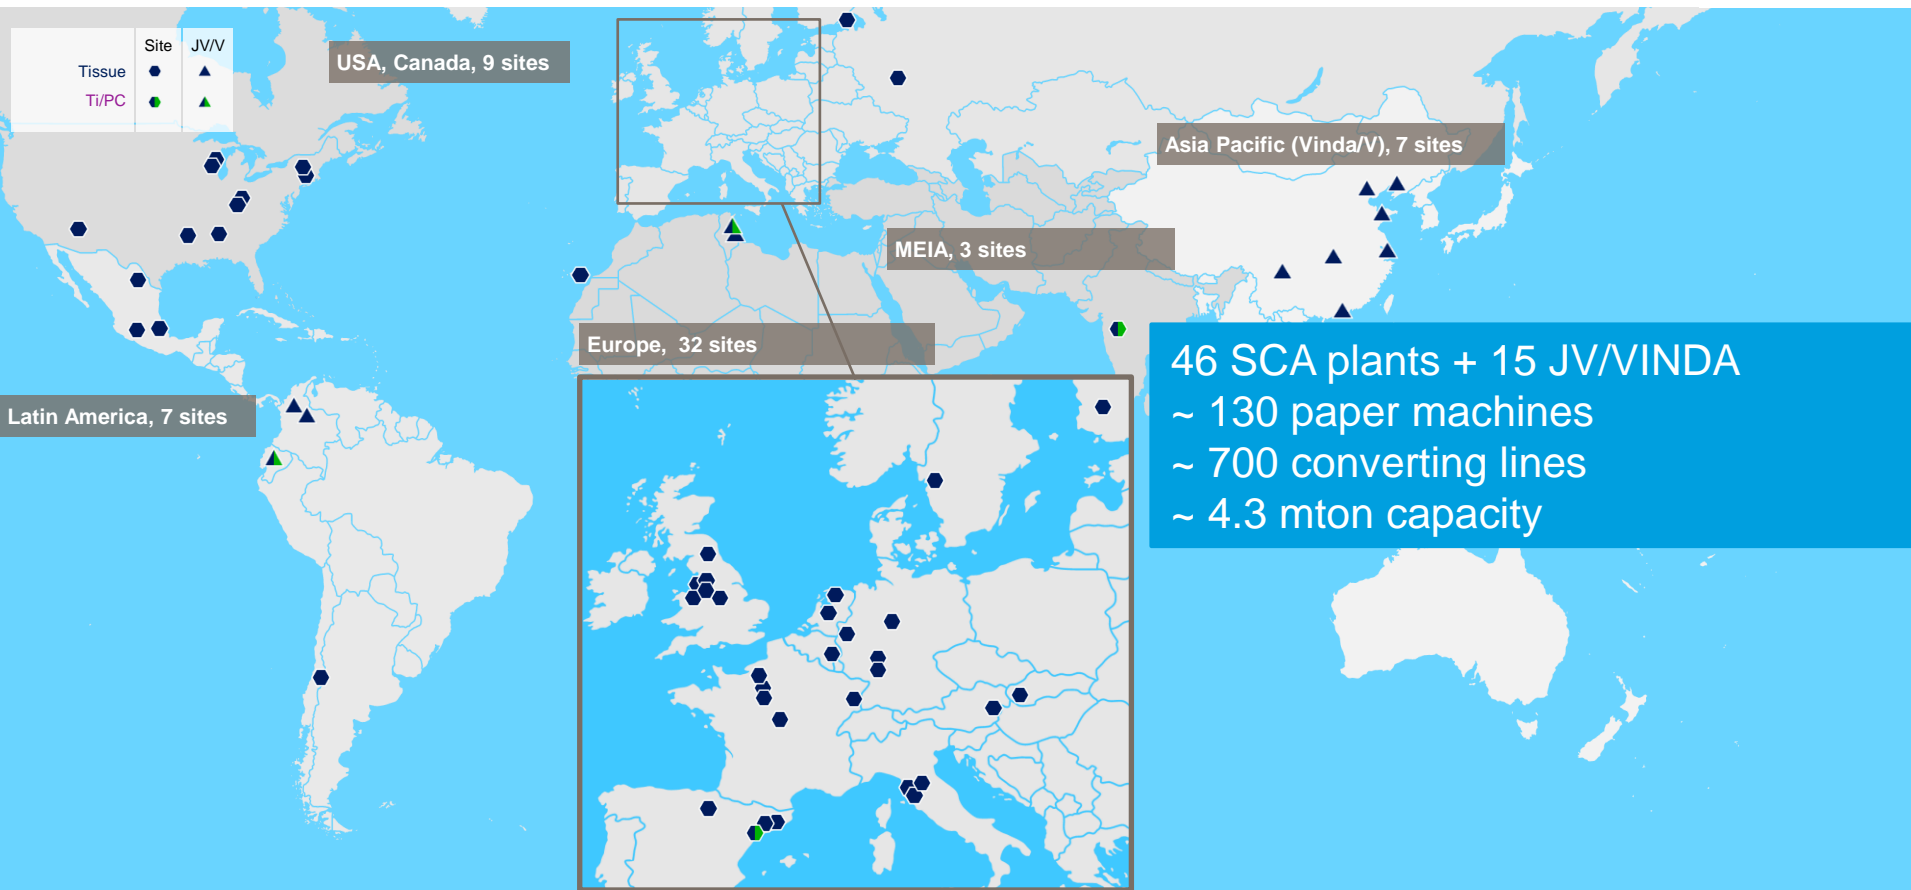 Site JV/V
Tissue
Ti/PC
USA, Canada, 9 sites
Asia Pacific (Vinda/V), 7 sites
MEIA, 3 sites
Europe,  32 sites
Latin America, 7 sites
46 SCA plants + 15 JV/VINDA
~ 130 paper machines
~ 700 converting lines
~ 4.3 mton capacity